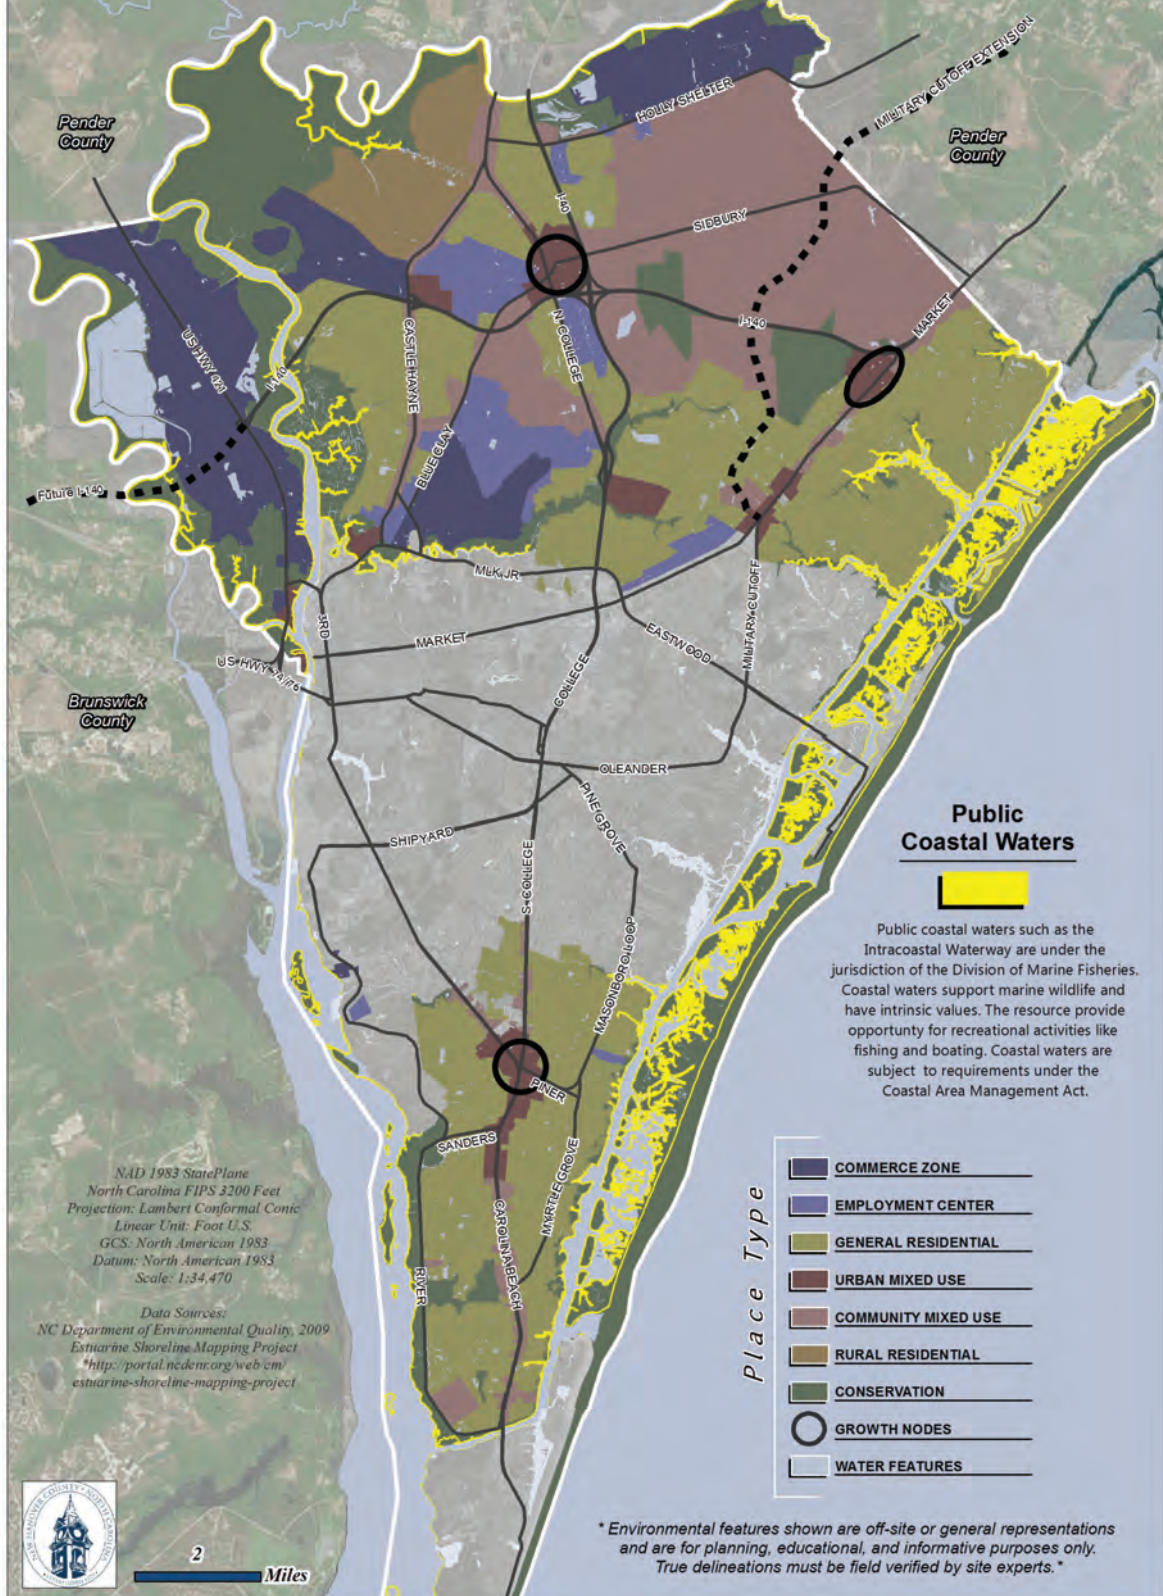 MILITARY CUTOFF EXTENSION
HOLLY SHELTER
Pender
County
Pender
County
I-40
SIDBURY
US HWY 421
CASTLE HAYNE
N. COLLEGE
I-140
MARKET
I-140
BLUE CLAY
Future I-140
MLK JR.
3RD
MARKET
EASTWOOD
MILITARY CUTOFF
US HWY 74/76
COLLEGE
Brunswick
County
OLEANDER
PINE GROVE
SHIPYARD
S. COLLEGE
MASONBORO LOOP
PINER
SANDERS
MYRTLE GROVE
CAROLINA BEACH
RIVER
Public
Coastal Waters
Public coastal waters such as the
Intracoastal Waterway are under the
jurisdiction of the Division of Marine Fisheries.
Coastal waters support marine wildlife and
have intrinsic values. The resource provide
opportunty for recreational activities like
fishing and boating. Coastal waters are
subject to requirements under the
Coastal Area Management Act.
Place Type
COMMERCE ZONE
EMPLOYMENT CENTER
GENERAL RESIDENTIAL
URBAN MIXED USE
COMMUNITY MIXED USE
RURAL RESIDENTIAL
CONSERVATION
GROWTH NODES
WATER FEATURES
NAD 1983 StatePlane
North Carolina FIPS 3200 Feet
Projection: Lambert Conformal Conic
Linear Unit: Foot U.S.
GCS: North American 1983
Datum: North American 1983
Scale: 1:34,470
Data Sources:
NC Department of Environmental Quality, 2009
Estuarine Shoreline Mapping Project
*http://portal.ncdenr.org/web/cm/
estuarine-shoreline-mapping-project
NEW HANOVER COUNTY • NORTH CAROLINA
2
Miles
* Environmental features shown are off-site or general representations
and are for planning, educational, and informative purposes only.
True delineations must be field verified by site experts.*